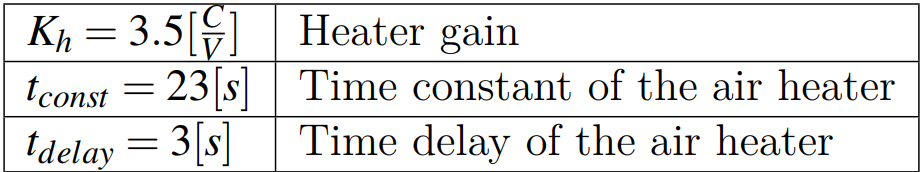 K_h = 3.5[C/V] Heater gain
t_const = 23[s] Time constant of the air heater
t_delay = 3[s] Time delay of the air heater